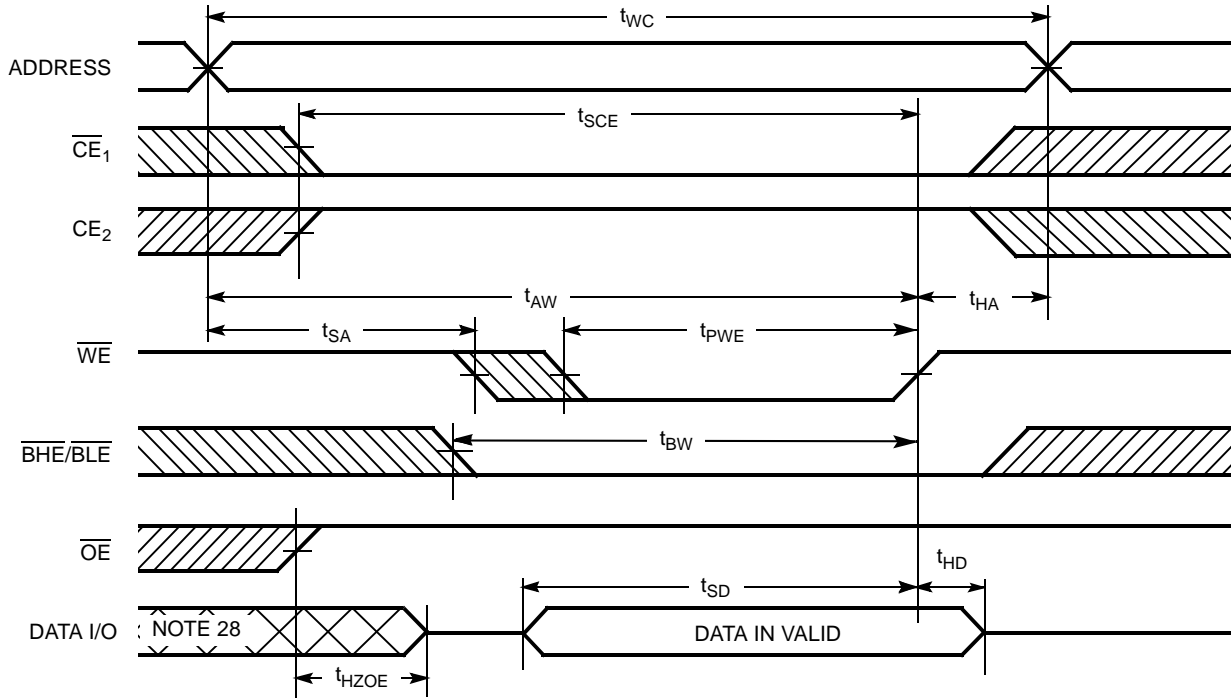 tWC
ADDRESS
tSCE
CE1
CE2
tAW
tHA
tSA
tPWE
WE
tBW
BHE/BLE
OE
tHD
tSD
DATA I/O
NOTE 28
DATA IN VALID
tHZOE